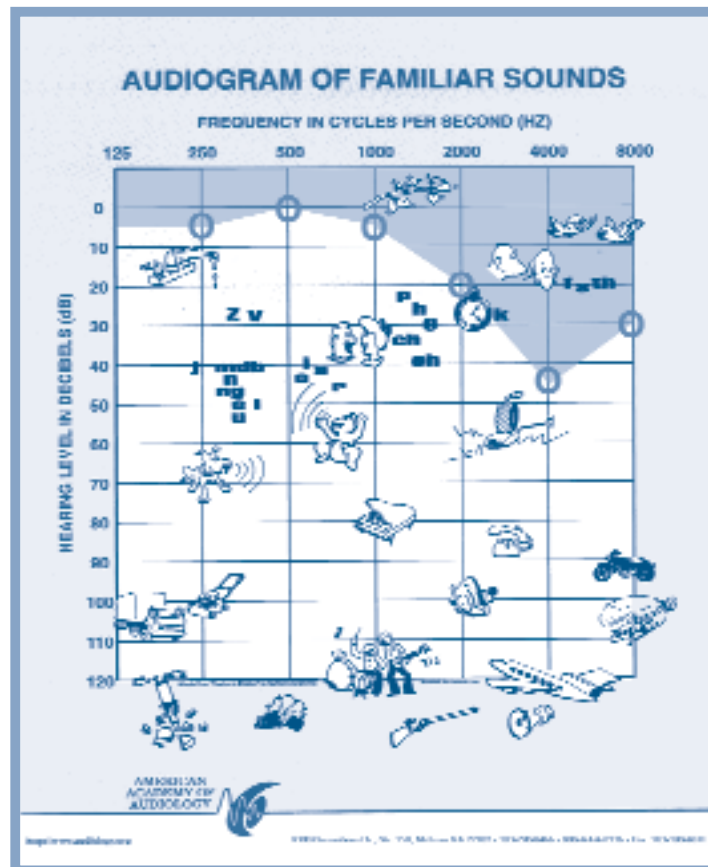 AUDIOGRAM OF FAMILIAR SOUNDS
FREQUENCY IN CYCLES PER SECOND (HZ)
125 250 500 1000 2000 4000 8000
HEARING LEVEL IN DECIBELS (dB)
0
10
20
30
40
50
60
70
80
90
100
110
120
Z v
P
h
g
k
ch
sh
f s th
j mdb
n
ng
e l
u
i a
o r
AMERICAN
ACADEMY OF
AUDIOLOGY